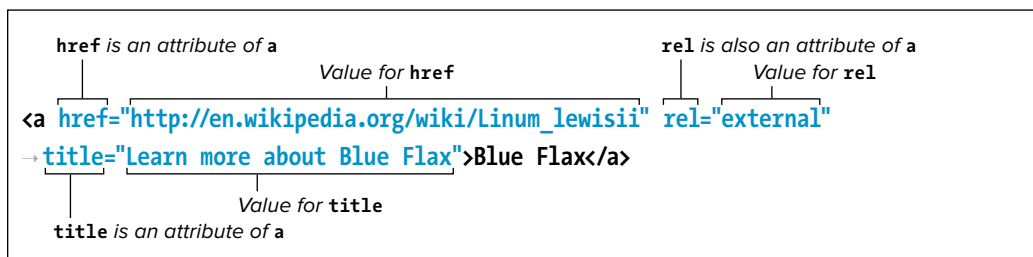 href is an attribute of a rel is also an attribute of a
Value for href Value for rel
<a href="http://en.wikipedia.org/wiki/Linum_lewisii" rel="external"
→ title="Learn more about Blue Flax">Blue Flax</a>
Value for title
title is an attribute of a